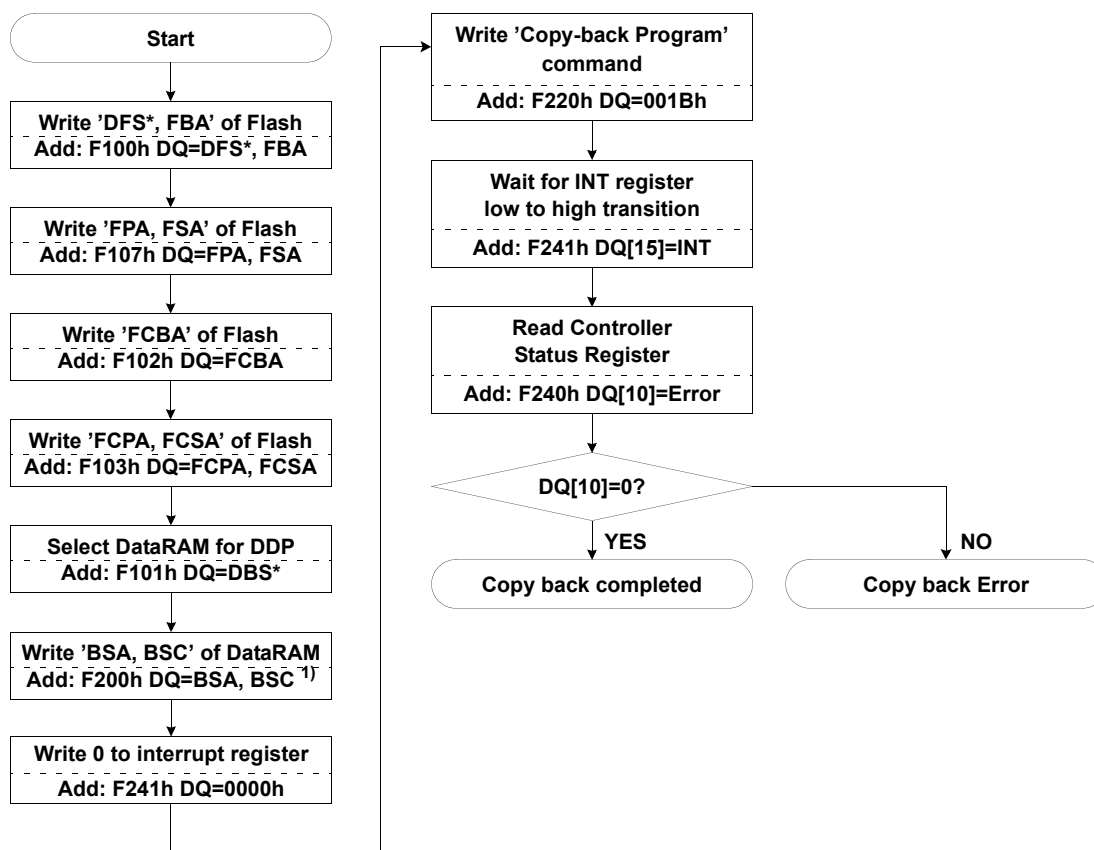 Start
Write ’DFS*, FBA’ of Flash
Add: F100h DQ=DFS*, FBA
Write ’FPA, FSA’ of Flash
Add: F107h DQ=FPA, FSA
Write ’FCBA’ of Flash
Add: F102h DQ=FCBA
Write ’FCPA, FCSA’ of Flash
Add: F103h DQ=FCPA, FCSA
Select DataRAM for DDP
Add: F101h DQ=DBS*
Write ’BSA, BSC’ of DataRAM
Add: F200h DQ=BSA, BSC 1)
Write 0 to interrupt register
Add: F241h DQ=0000h
Write ’Copy-back Program’
command
Add: F220h DQ=001Bh
Wait for INT register
low to high transition
Add: F241h DQ[15]=INT
Read Controller
Status Register
Add: F240h DQ[10]=Error
DQ[10]=0?
YES
NO
Copy back completed
Copy back Error